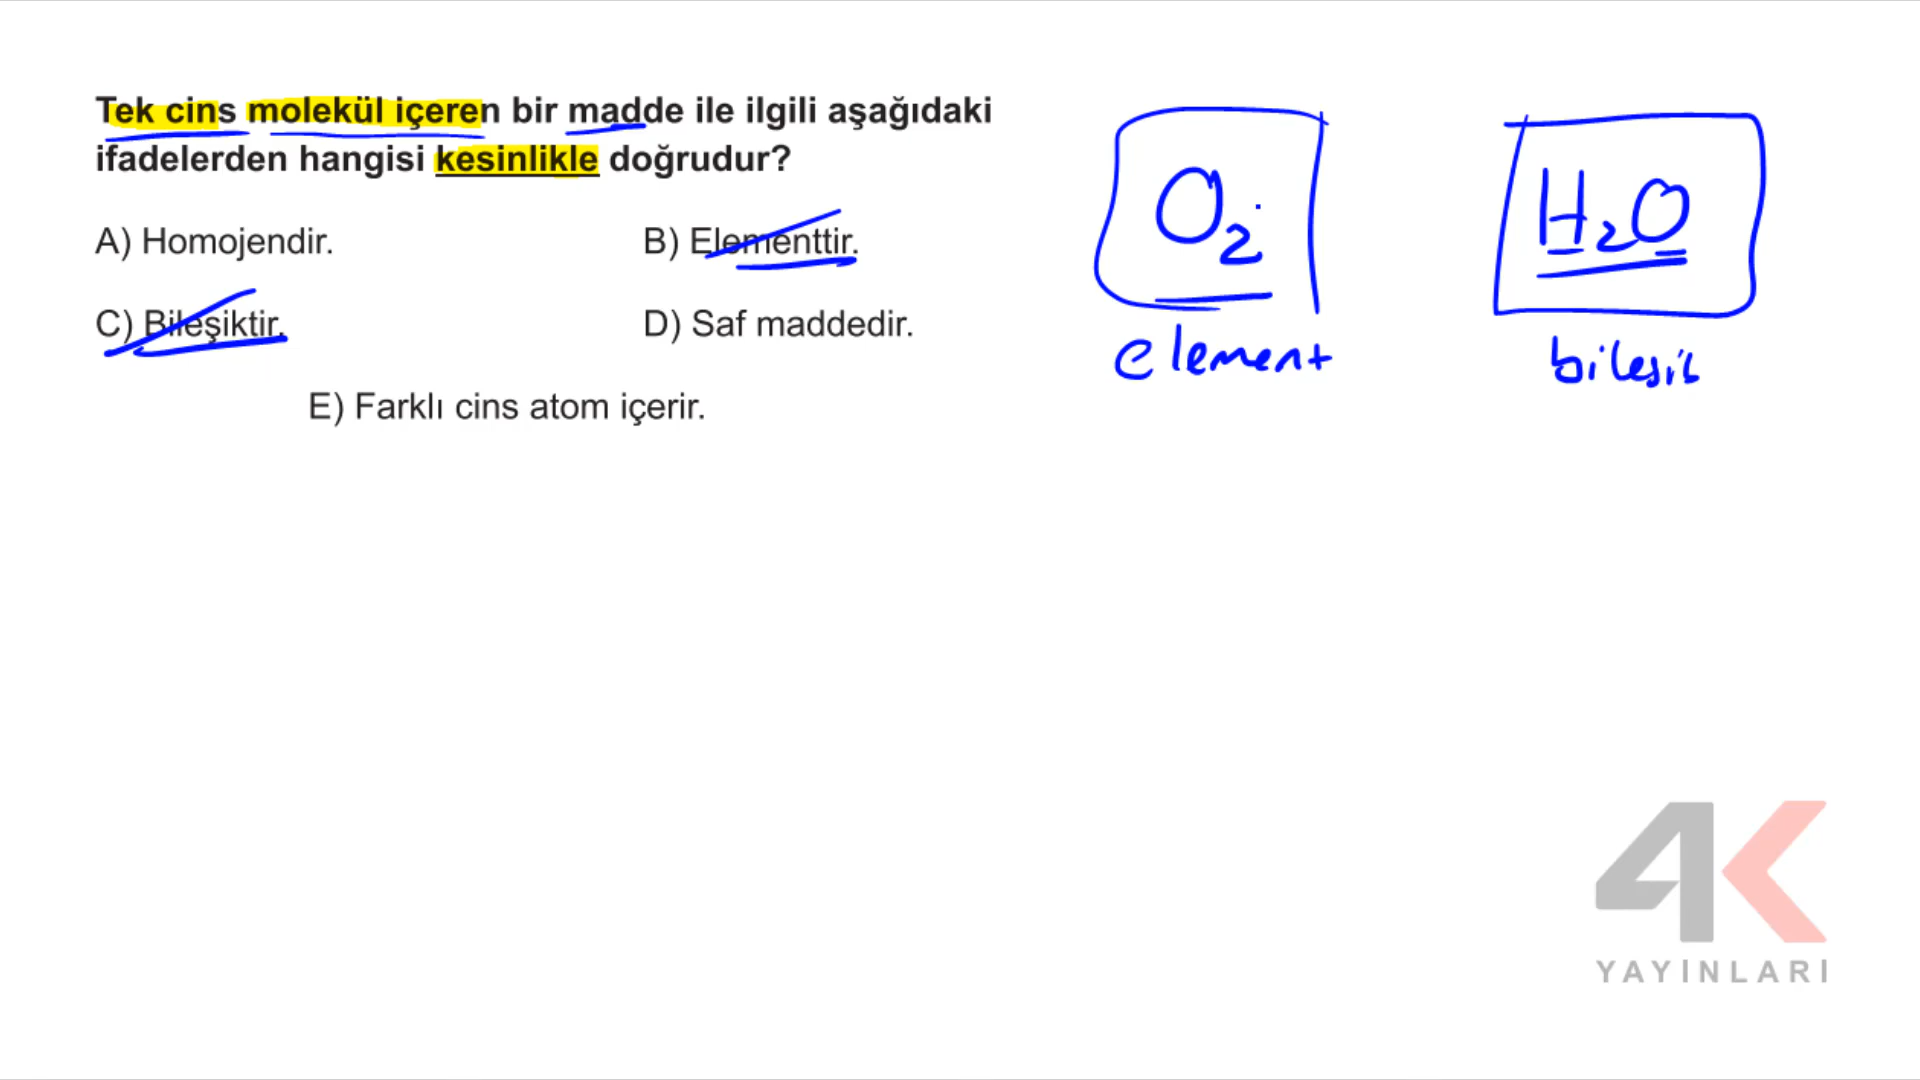 Tek cins molekül içeren bir madde ile ilgili aşağıdaki
ifadelerden hangisi kesinlikle doğrudur?
A) Homojendir.
B) Elementtir.
C) Bileşiktir.
D) Saf maddedir.
E) Farklı cins atom içerir.
O₂
element
H₂O
bileşik
4K
YAYINLARI